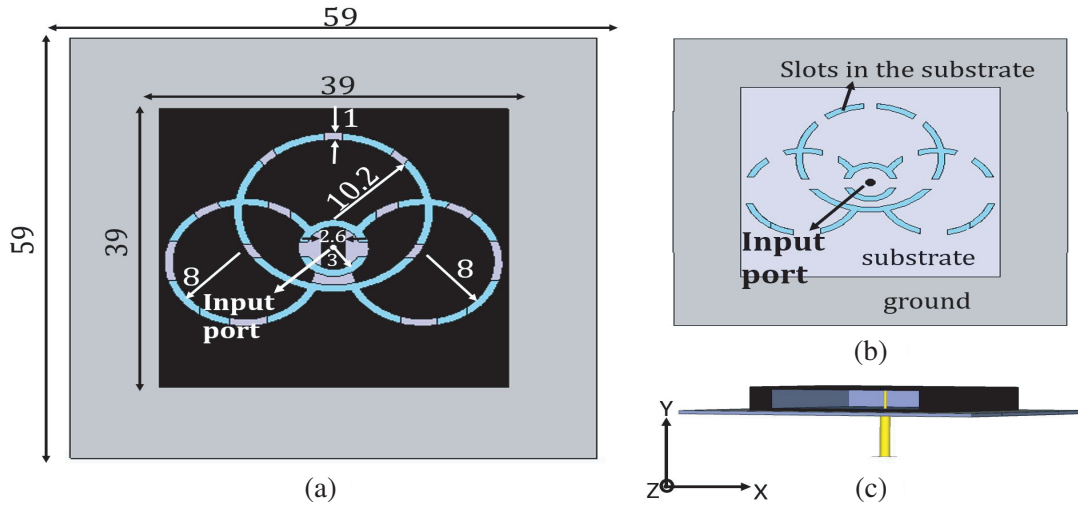 59
39
1
10.2
59
39
2.6
3
8
8
Input
port
(a)
Slots in the substrate
Input
port
substrate
ground
(b)
Y
Z
X
(c)